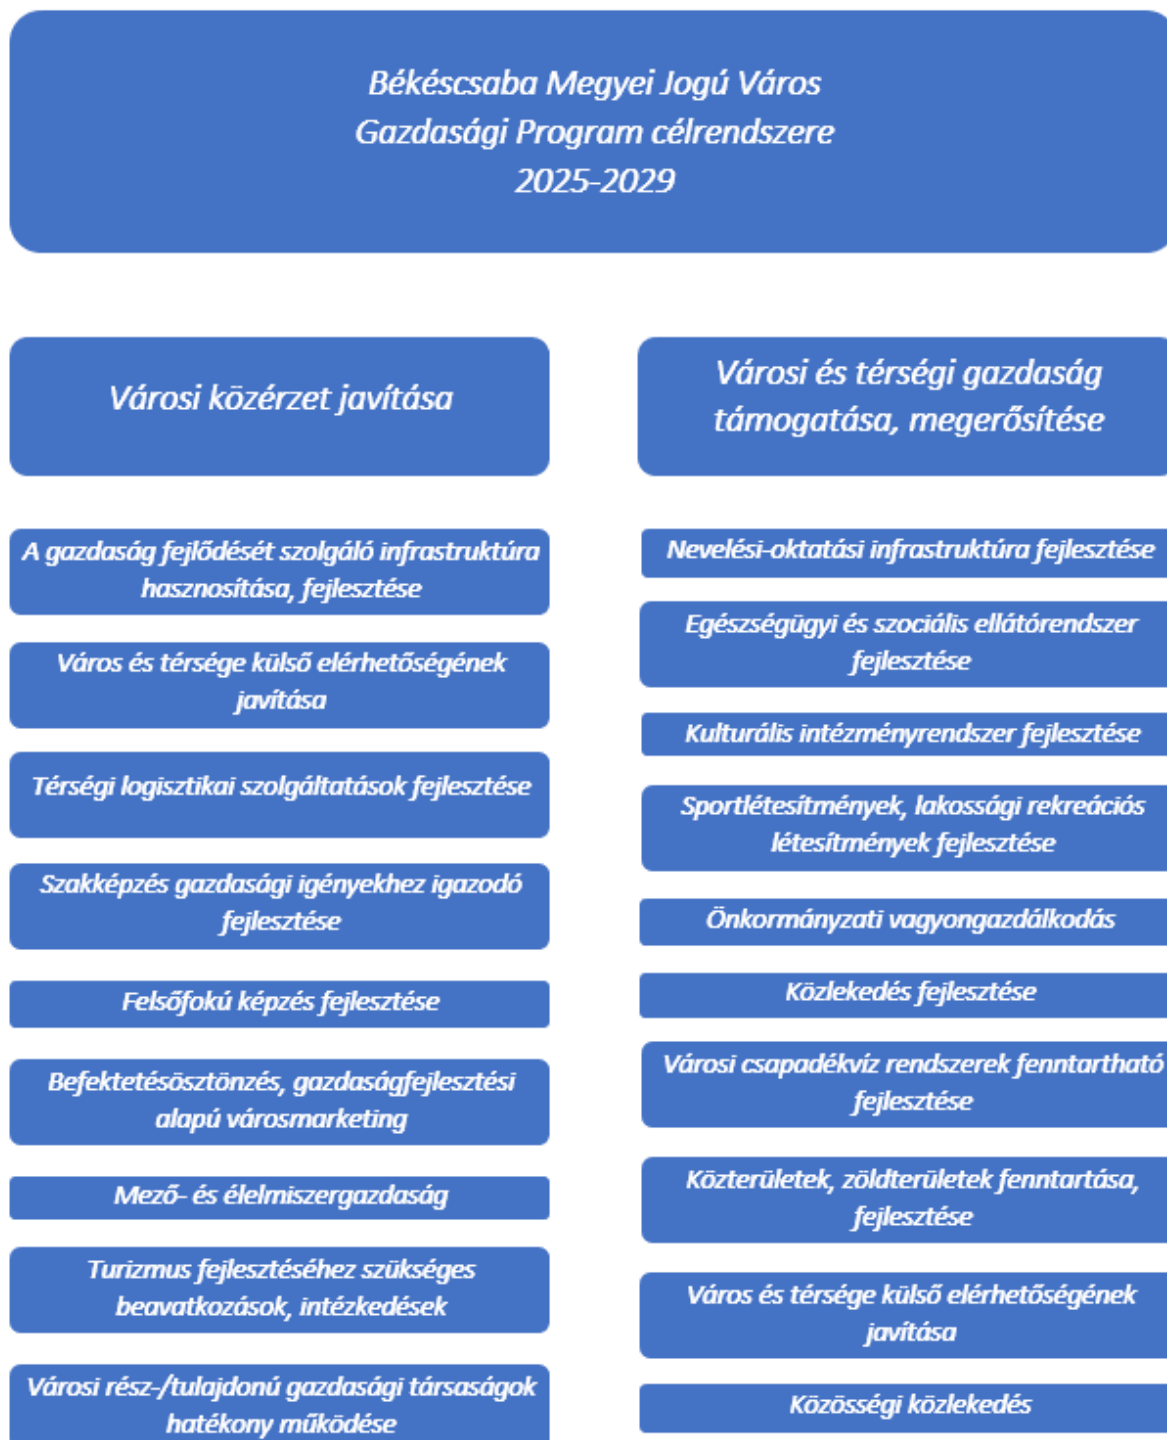 Békéscsaba Megyei Jogú Város
Gazdasági Program célrendszere
2025-2029
Városi közérzet javítása
A gazdaság fejlődését szolgáló infrastruktúra
hasznosítása, fejlesztése
Város és térsége külső elérhetőségének
javítása
Térségi logisztikai szolgáltatások fejlesztése
Szakképzés gazdasági igényekhez igazodó
fejlesztése
Felsőfokú képzés fejlesztése
Befektetésösztönzés, gazdaságfejlesztési
alapú városmarketing
Mező- és élelmiszergazdaság
Turizmus fejlesztéséhez szükséges
beavatkozások, intézkedések
Városi rész-/tulajdonú gazdasági társaságok
hatékony működése
Városi és térségi gazdaság
támogatása, megerősítése
Nevelési-oktatási infrastruktúra fejlesztése
Egészségügyi és szociális ellátórendszer
fejlesztése
Kulturális intézményrendszer fejlesztése
Sportlétesítmények, lakossági rekreációs
létesítmények fejlesztése
Önkormányzati vagyongazdálkodás
Közlekedés fejlesztése
Városi csapadékvíz rendszerek fenntartható
fejlesztése
Közterületek, zöldterületek fenntartása,
fejlesztése
Város és térsége külső elérhetőségének
javítása
Közösségi közlekedés